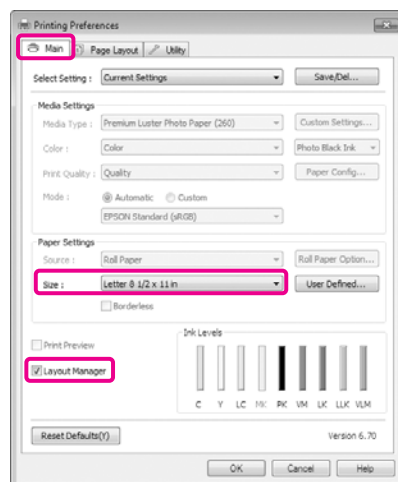 Printing Preferences
Main Page Layout Utility
Select Setting : Current Settings Save/Del...
Media Settings
Media Type : Premium Luster Photo Paper (260) Custom Settings...
Color : Color Photo Black Ink
Print Quality : Quality Paper Config...
Mode : Automatic Custom
EPSON Standard (sRGB)
Paper Settings
Source : Roll Paper Roll Paper Option...
Size : Letter 8 1/2 x 11 in User Defined...
Borderless
Ink Levels
Print Preview
Layout Manager
C Y LC MK PK VM LK LLK VLM
Reset Defaults(Y) Version 6.70
OK Cancel Help